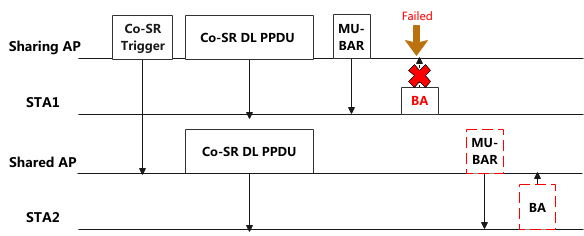 Failed
Sharing AP
Co-SR
Trigger
Co-SR DL PPDU
MU-
BAR
STA1
BA
Shared AP
Co-SR DL PPDU
MU-
BAR
STA2
BA